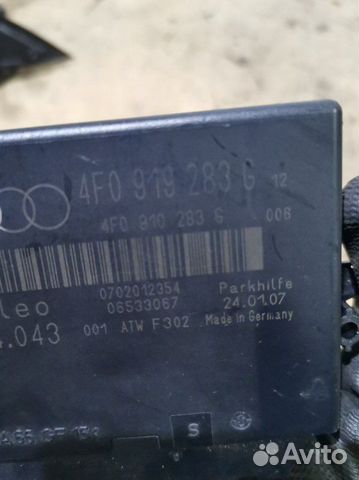 4F0 919 283 G 12
4F0 910 283 G 006
0702012354 Parkhilfe
leo 06533067 24.01.07
.043 001 ATW F302 Made in Germany
S
Avito